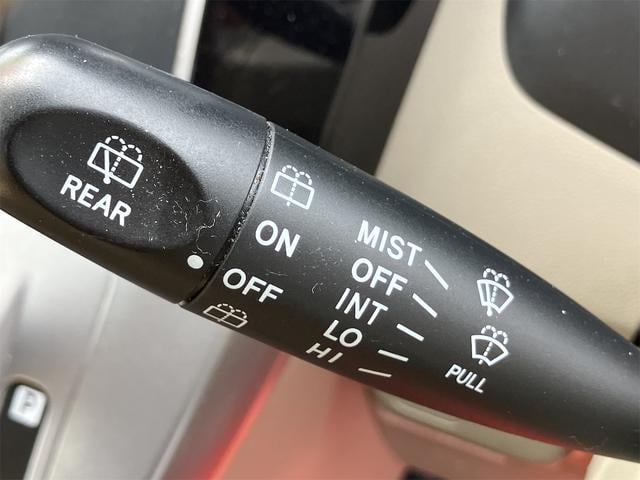 REAR
ON
OFF
MIST
OFF
INT
LO
HI
PULL
P